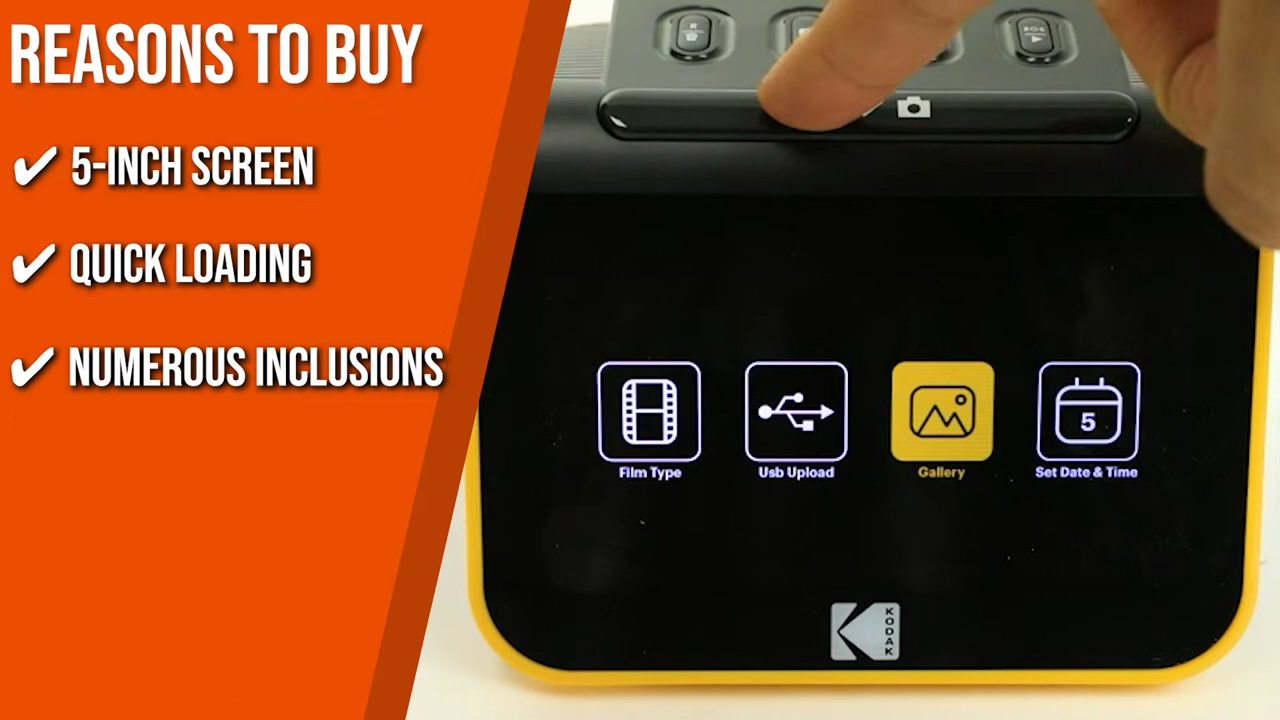 REASONS TO BUY
✔ 5-INCH SCREEN
✔ QUICK LOADING
✔ NUMEROUS INCLUSIONS
Film Type
Usb Upload
Gallery
5
Set Date & Time
KODAK